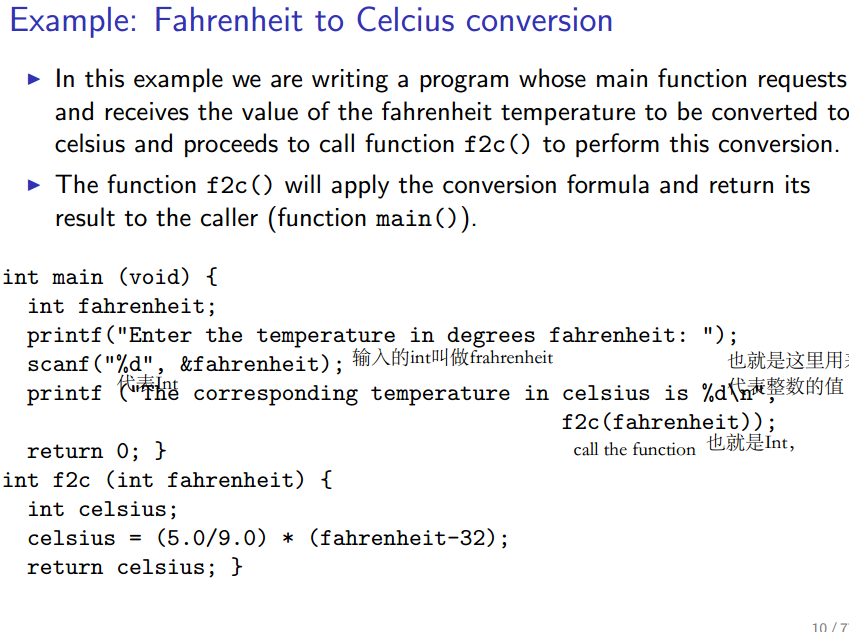 Example: Fahrenheit to Celcius conversion
▶ In this example we are writing a program whose main function requests
and receives the value of the fahrenheit temperature to be converted to
celsius and proceeds to call function f2c() to perform this conversion.
▶ The function f2c() will apply the conversion formula and return its
result to the caller (function main()).
int main (void) {
int fahrenheit;
printf("Enter the temperature in degrees fahrenheit: ");
scanf("%d", &fahrenheit); 输入的int叫做frahrenheit
也就是这里用来
代表Int
代表整数的值
printf ("The corresponding temperature in celsius is %d\n",
f2c(fahrenheit));
call the function 也就是Int,
return 0; }
int f2c (int fahrenheit) {
int celsius;
celsius = (5.0/9.0) * (fahrenheit-32);
return celsius; }
10 / 7